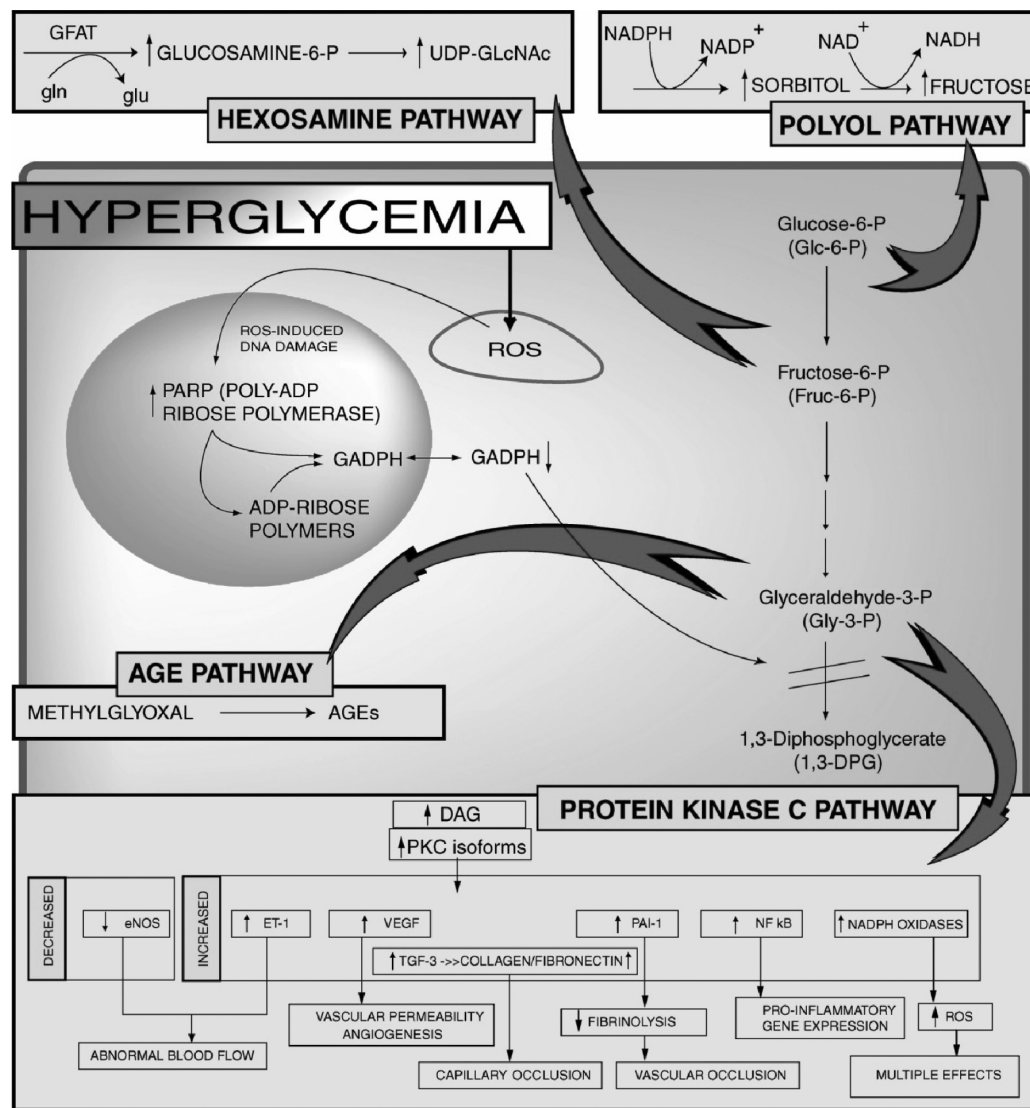 GFAT
GLUCOSAMINE-6-P
UDP-GLcNAc
gln
glu
HEXOSAMINE PATHWAY
NADPH
NADP+
NAD+
NADH
SORBITOL
FRUCTOSE
POLYOL PATHWAY
HYPERGLYCEMIA
Glucose-6-P
(Glc-6-P)
ROS-INDUCED
DNA DAMAGE
ROS
Fructose-6-P
(Fruc-6-P)
PARP (POLY-ADP
RIBOSE POLYMERASE)
GADPH
GADPH
ADP-RIBOSE
POLYMERS
Glyceraldehyde-3-P
(Gly-3-P)
AGE PATHWAY
METHYLGLYOXAL
AGEs
1,3-Diphosphoglycerate
(1,3-DPG)
PROTEIN KINASE C PATHWAY
DAG
PKC isoforms
DECREASED
eNOS
INCREASED
ET-1
VEGF
PAI-1
NF kB
NADPH OXIDASES
TGF-3 ->>COLLAGEN/FIBRONECTIN
VASCULAR PERMEABILITY
ANGIOGENESIS
FIBRINOLYSIS
PRO-INFLAMMATORY
GENE EXPRESSION
ROS
ABNORMAL BLOOD FLOW
CAPILLARY OCCLUSION
VASCULAR OCCLUSION
MULTIPLE EFFECTS